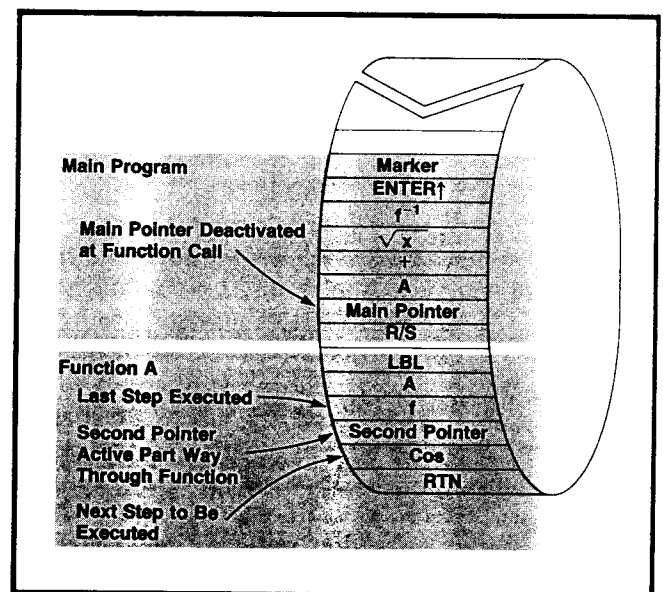 Main Program
Main Pointer Deactivated
at Function Call
Marker
ENTER↑
f⁻¹
√x
+
A
Main Pointer
R/S
Function A
Last Step Executed
Second Pointer
Active Part Way
Through Function
Next Step to Be
Executed
LBL
A
f
Second Pointer
Cos
RTN